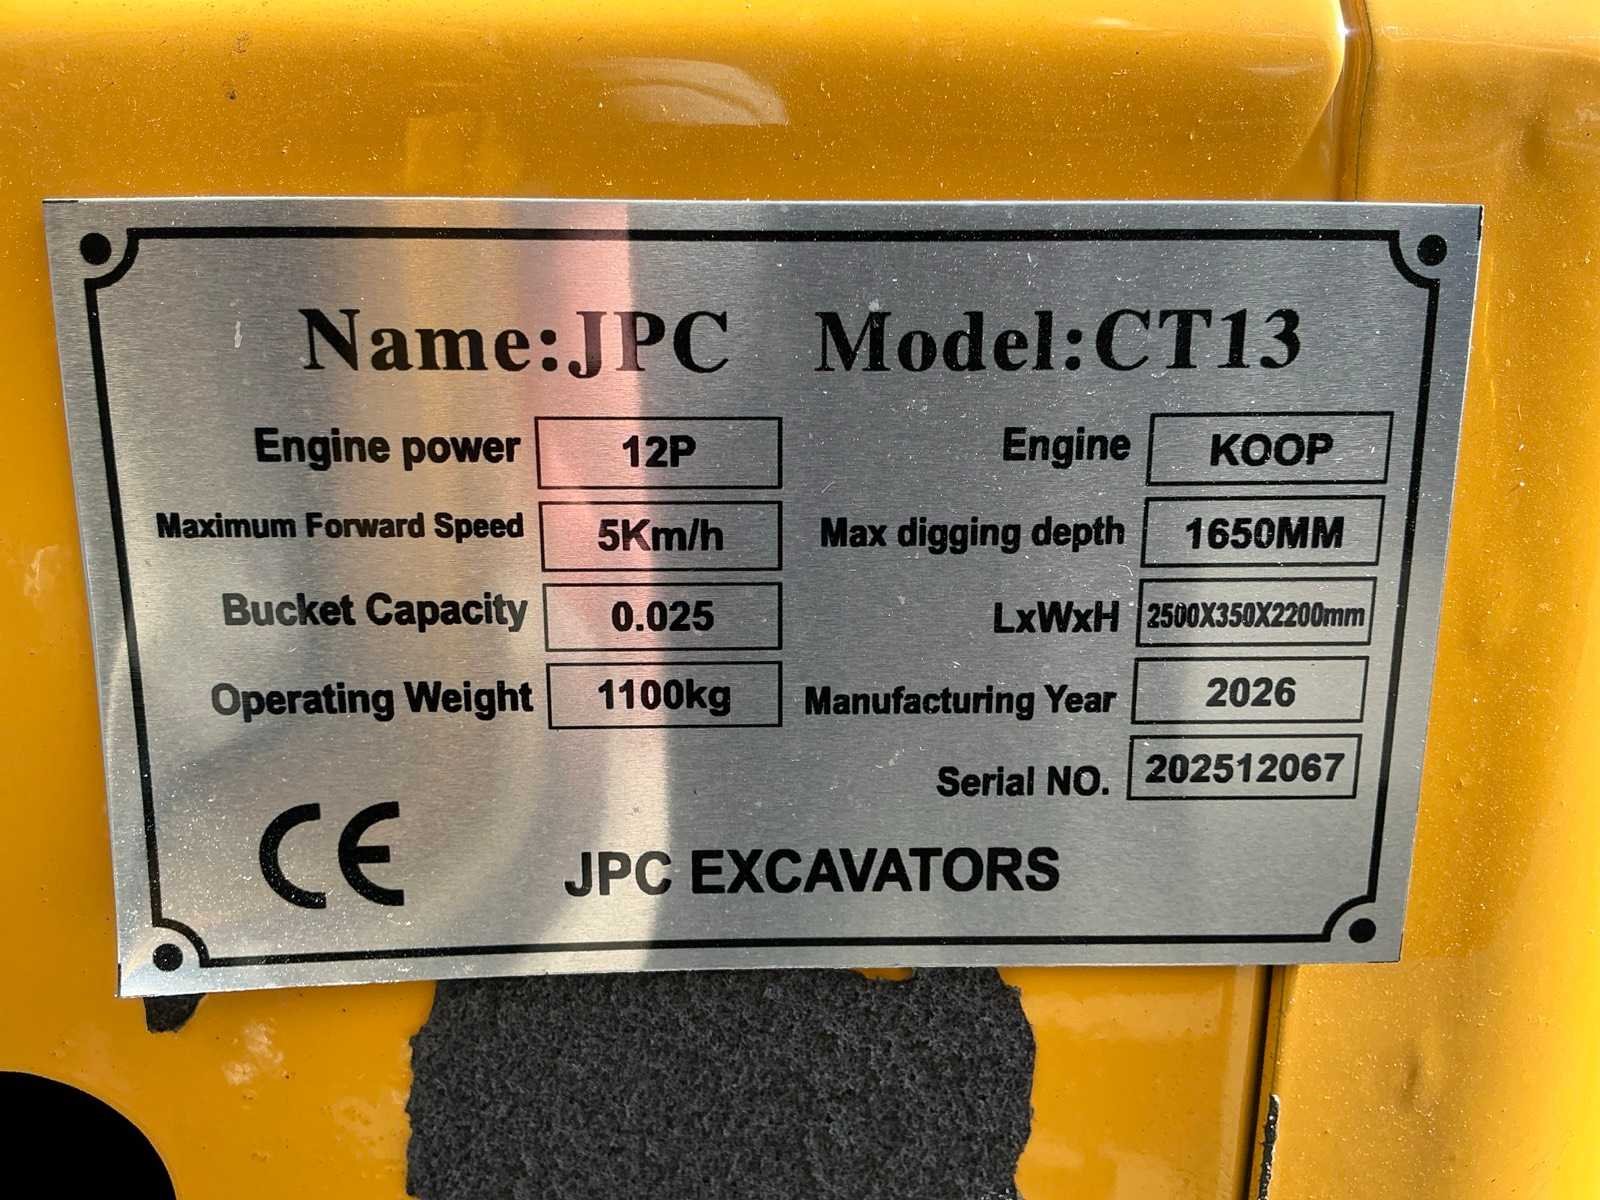 Name:JPC Model:CT13
Engine power 12P Engine KOOP
Maximum Forward Speed 5Km/h Max digging depth 1650MM
Bucket Capacity 0.025 LxWxH 2500X350X2200mm
Operating Weight 1100kg Manufacturing Year 2026
Serial NO. 202512067
CE JPC EXCAVATORS